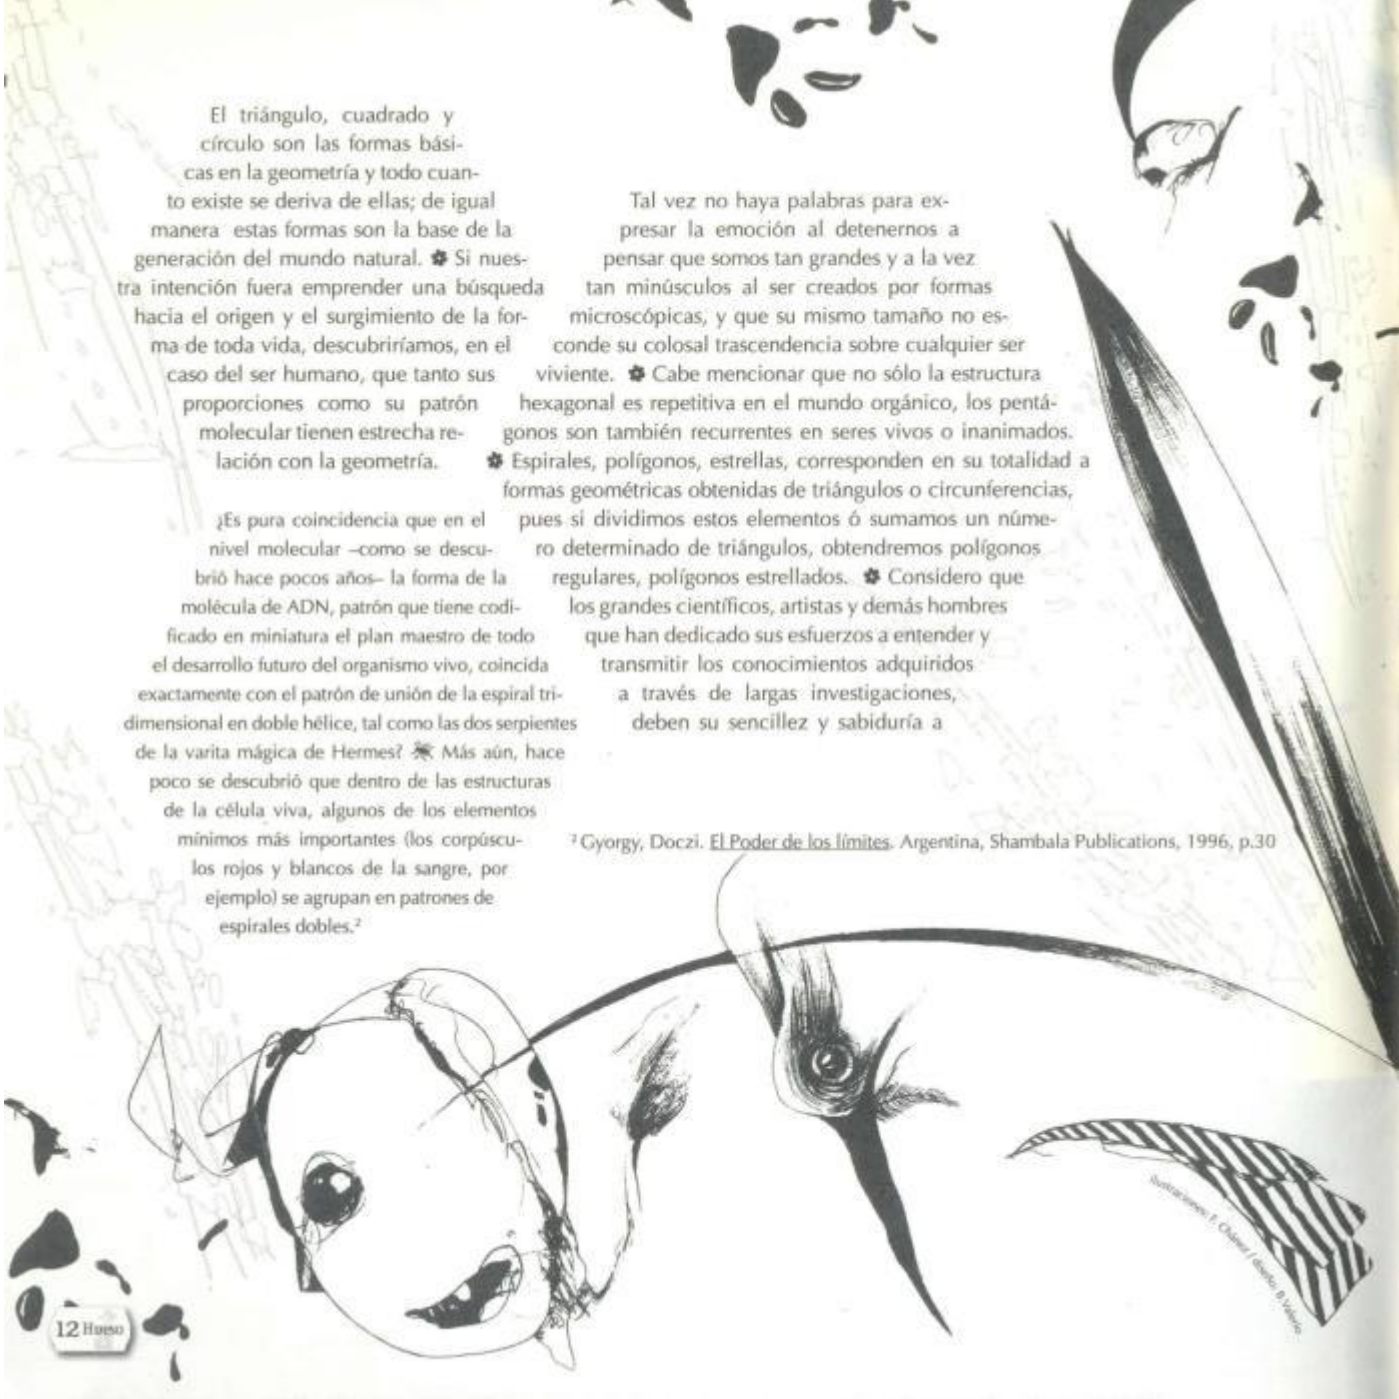 El triángulo, cuadrado y
círculo son las formas bási-
cas en la geometría y todo cuan-
to existe se deriva de ellas; de igual
manera estas formas son la base de la
generación del mundo natural. ✽ Si nues-
tra intención fuera emprender una búsqueda
hacia el origen y el surgimiento de la for-
ma de toda vida, descubriríamos, en el
caso del ser humano, que tanto sus
proporciones como su patrón
molecular tienen estrecha re-
lación con la geometría.
¿Es pura coincidencia que en el
nivel molecular –como se descu-
brió hace pocos años– la forma de la
molécula de ADN, patrón que tiene codi-
ficado en miniatura el plan maestro de todo
el desarrollo futuro del organismo vivo, coincida
exactamente con el patrón de unión de la espiral tri-
dimensional en doble hélice, tal como las dos serpientes
de la varita mágica de Hermes? Más aún, hace
poco se descubrió que dentro de las estructuras
de la célula viva, algunos de los elementos
mínimos más importantes (los corpúscu-
los rojos y blancos de la sangre, por
ejemplo) se agrupan en patrones de
espirales dobles.²
Tal vez no haya palabras para ex-
presar la emoción al detenernos a
pensar que somos tan grandes y a la vez
tan minúsculos al ser creados por formas
microscópicas, y que su mismo tamaño no es-
conde su colosal trascendencia sobre cualquier ser
viviente. ✽ Cabe mencionar que no sólo la estructura
hexagonal es repetitiva en el mundo orgánico, los pentá-
gonos son también recurrentes en seres vivos o inanimados.
✽ Espirales, polígonos, estrellas, corresponden en su totalidad a
formas geométricas obtenidas de triángulos o circunferencias,
pues si dividimos estos elementos ó sumamos un núme-
ro determinado de triángulos, obtendremos polígonos
regulares, polígonos estrellados. ✽ Considero que
los grandes científicos, artistas y demás hombres
que han dedicado sus esfuerzos a entender y
transmitir los conocimientos adquiridos
a través de largas investigaciones,
deben su sencillez y sabiduría a
² Gyorgy, Doczi. El Poder de los límites. Argentina, Shambala Publications, 1996, p.30
Ilustraciones: F. / diseño: B. Valerio
12 Hueso